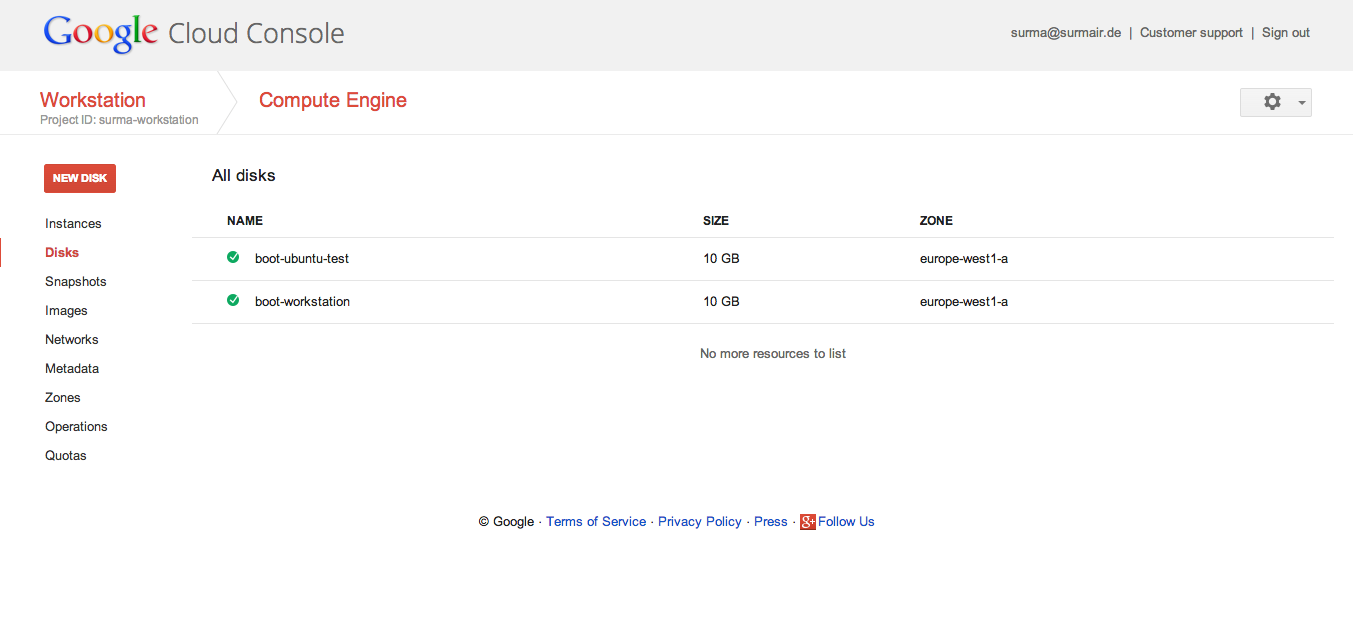 Google Cloud Console
surma@surmair.de | Customer support | Sign out
Workstation
Project ID: surma-workstation
Compute Engine
NEW DISK
Instances
Disks
Snapshots
Images
Networks
Metadata
Zones
Operations
Quotas
All disks
NAME SIZE ZONE
boot-ubuntu-test 10 GB europe-west1-a
boot-workstation 10 GB europe-west1-a
No more resources to list
© Google · Terms of Service · Privacy Policy · Press · g+ Follow Us